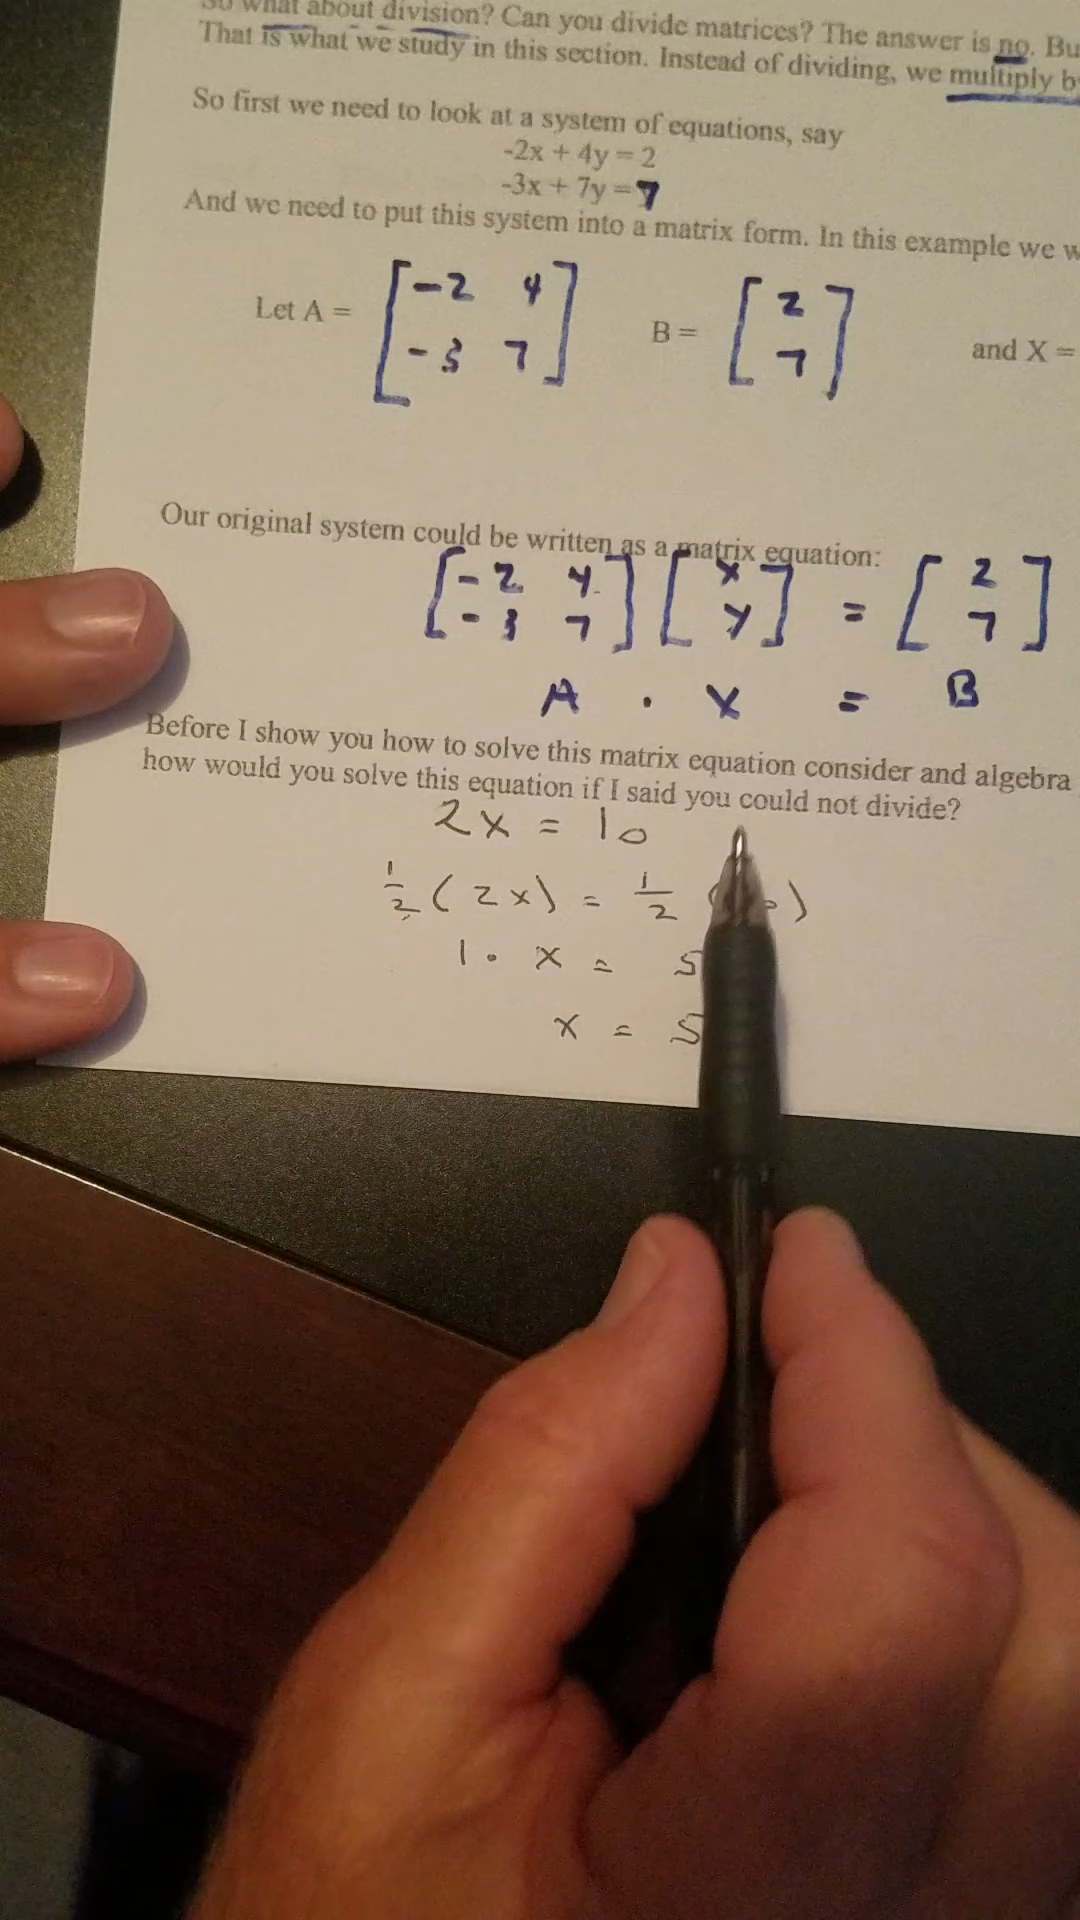 So what about division? Can you divide matrices? The answer is no. Bu
That is what we study in this section. Instead of dividing, we multiply b
So first we need to look at a system of equations, say
-2x + 4y = 2
-3x + 7y = 7
And we need to put this system into a matrix form. In this example we w
Let A = [ -2 4 B = [ 2 and X =
-3 7 ] 7 ]
Our original system could be written as a matrix equation:
[ -2 4 ] [ x ] = [ 2 ]
[ -3 7 ] [ y ] [ 7 ]
A . X = B
Before I show you how to solve this matrix equation consider and algebra
how would you solve this equation if I said you could not divide?
2x = 10
1/2 ( 2x ) = 1/2 ( )
1 . x = 5
x = 5